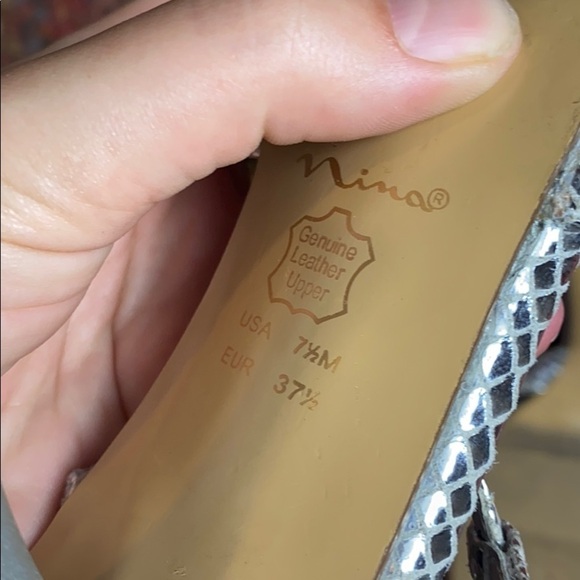 Nina®
Genuine
Leather
Upper
USA 7½M
EUR 37½